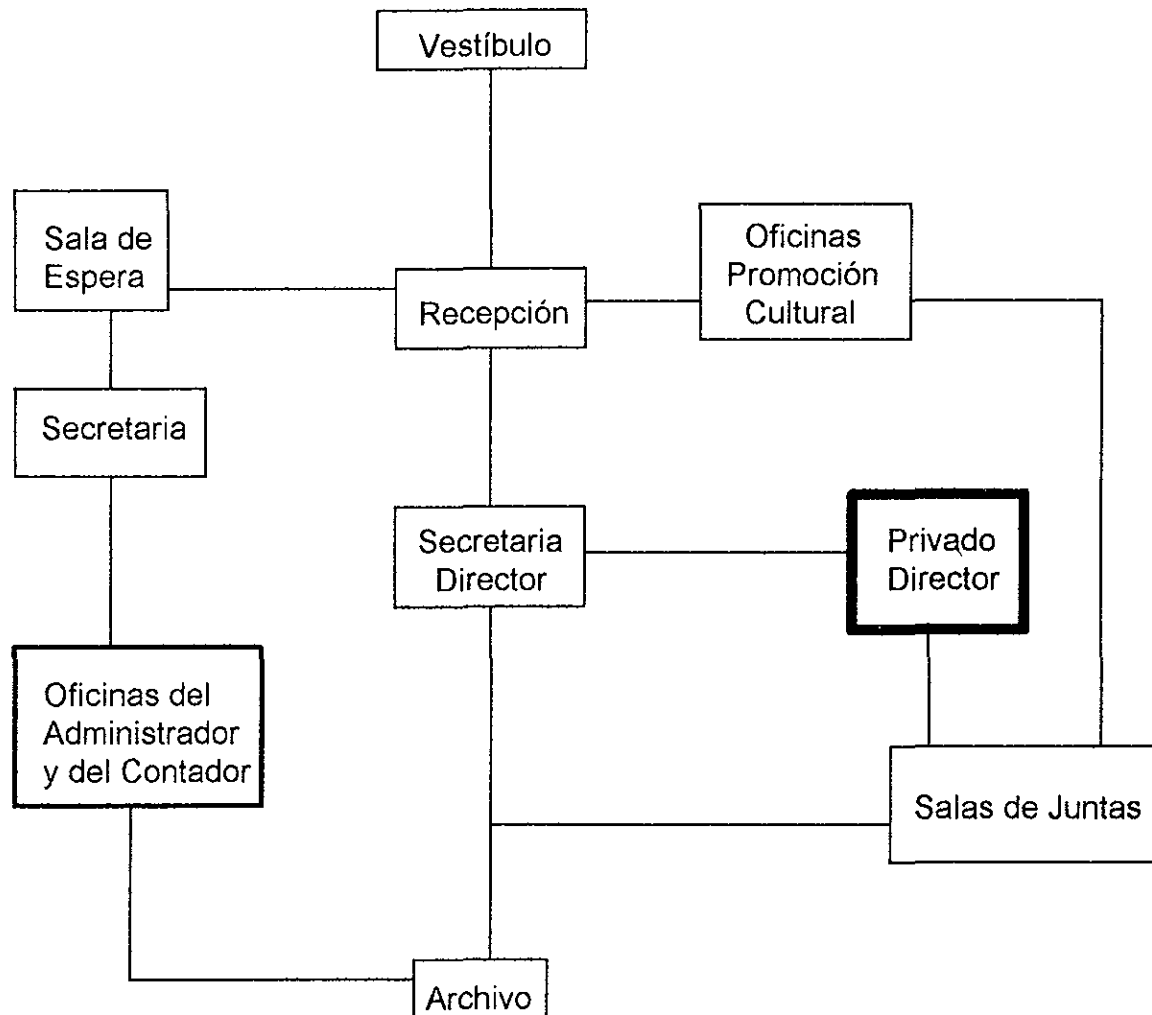 Vestíbulo
Sala de
Espera
Recepción
Oficinas
Promoción
Cultural
Secretaria
Secretaria
Director
Privado
Director
Oficinas del
Administrador
y del Contador
Salas de Juntas
Archivo